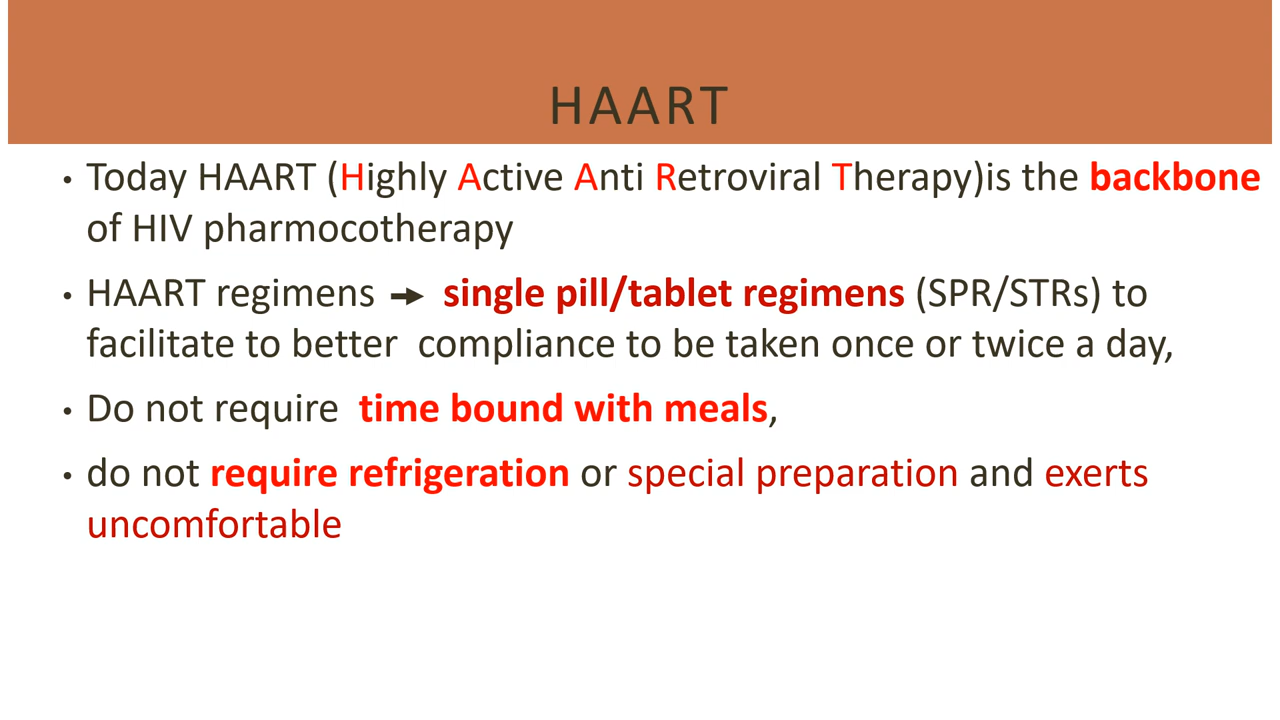 HAART
• Today HAART (Highly Active Anti Retroviral Therapy)is the backbone
of HIV pharmocotherapy
• HAART regimens → single pill/tablet regimens (SPR/STRs) to
facilitate to better compliance to be taken once or twice a day,
• Do not require time bound with meals,
• do not require refrigeration or special preparation and exerts
uncomfortable